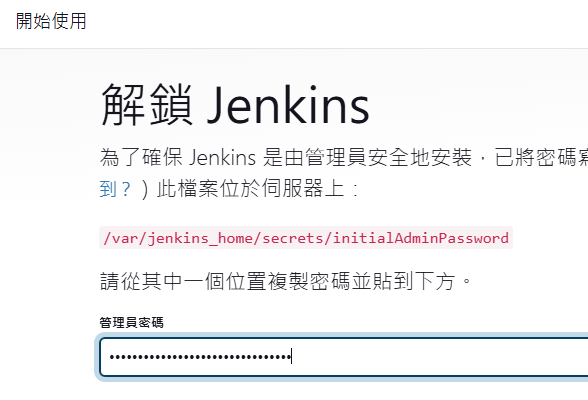 開始使用
解鎖 Jenkins
為了確保 Jenkins 是由管理員安全地安裝，已將密碼寫
到？）此檔案位於伺服器上：
/var/jenkins_home/secrets/initialAdminPassword
請從其中一個位置複製密碼並貼到下方。
管理員密碼
••••••••••••••••••••••••••••••••